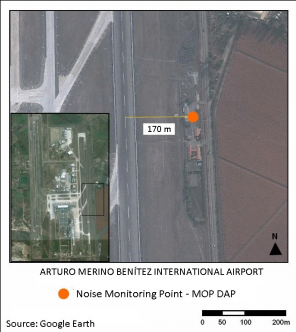 170 m
N
ARTURO MERINO BENÍTEZ INTERNATIONAL AIRPORT
Noise Monitoring Point - MOP DAP
Source: Google Earth
0 50 100 200m